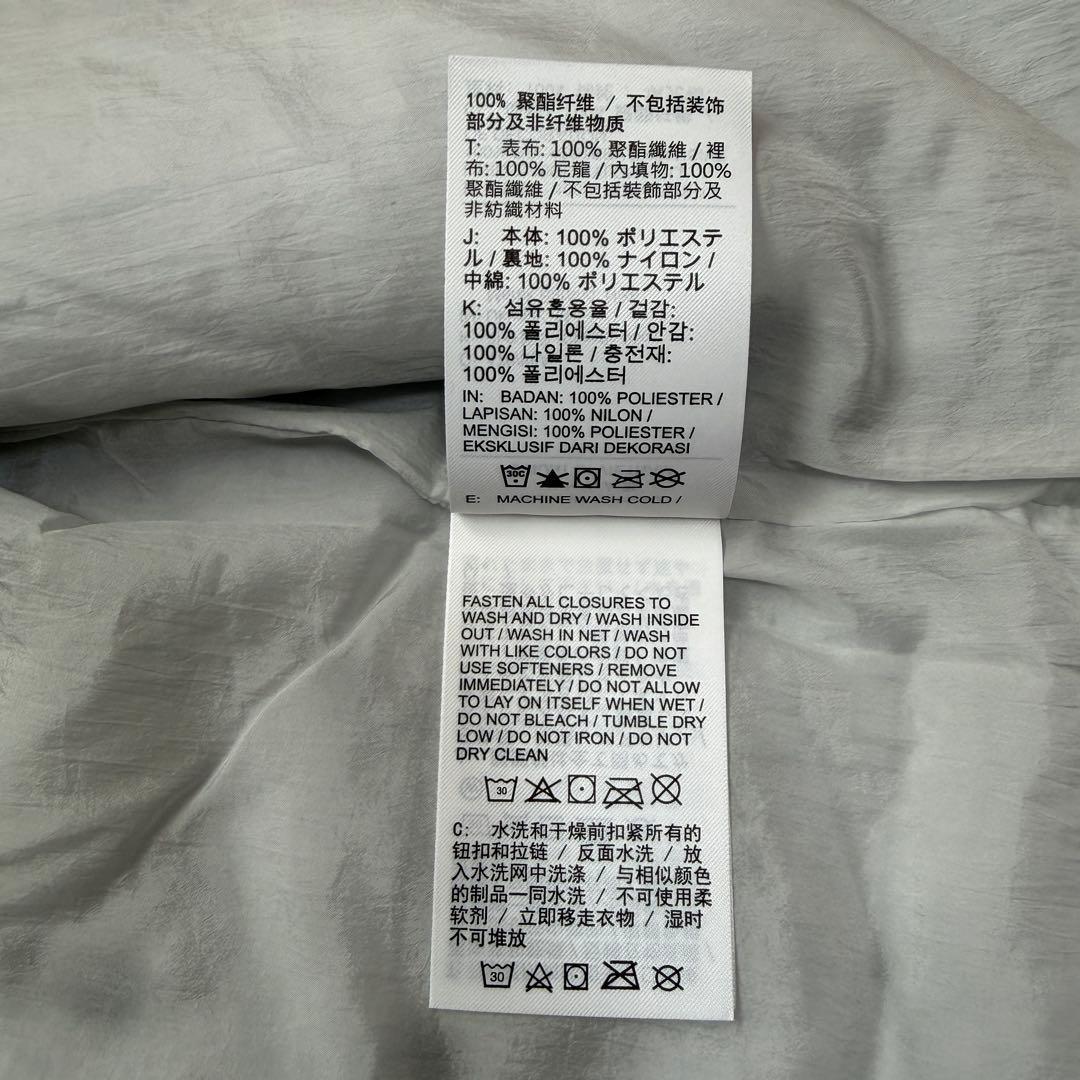 100% 聚酯纤维 / 不包括装饰
部分及非纤维物质
T: 表布: 100% 聚酯纖維 / 裡
布: 100% 尼龍 / 內填物: 100%
聚酯纖維 / 不包括裝飾部分及
非紡織材料
J: 本体: 100% ポリエステ
ル / 裏地: 100% ナイロン /
中綿: 100% ポリエステル
K: 섬유혼용율 / 겉감:
100% 폴리에스터 / 안감:
100% 나일론 / 충전재:
100% 폴리에스터
IN: BADAN: 100% POLIESTER /
LAPISAN: 100% NILON /
MENGISI: 100% POLIESTER /
EKSKLUSIF DARI DEKORASI
30C
E: MACHINE WASH COLD /
FASTEN ALL CLOSURES TO
WASH AND DRY / WASH INSIDE
OUT / WASH IN NET / WASH
WITH LIKE COLORS / DO NOT
USE SOFTENERS / REMOVE
IMMEDIATELY / DO NOT ALLOW
TO LAY ON ITSELF WHEN WET /
DO NOT BLEACH / TUMBLE DRY
LOW / DO NOT IRON / DO NOT
DRY CLEAN
30
C: 水洗和干燥前扣紧所有的
钮扣和拉链 / 反面水洗 / 放
入水洗网中洗涤 / 与相似颜色
的制品一同水洗 / 不可使用柔
软剂 / 立即移走衣物 / 湿时
不可堆放
30